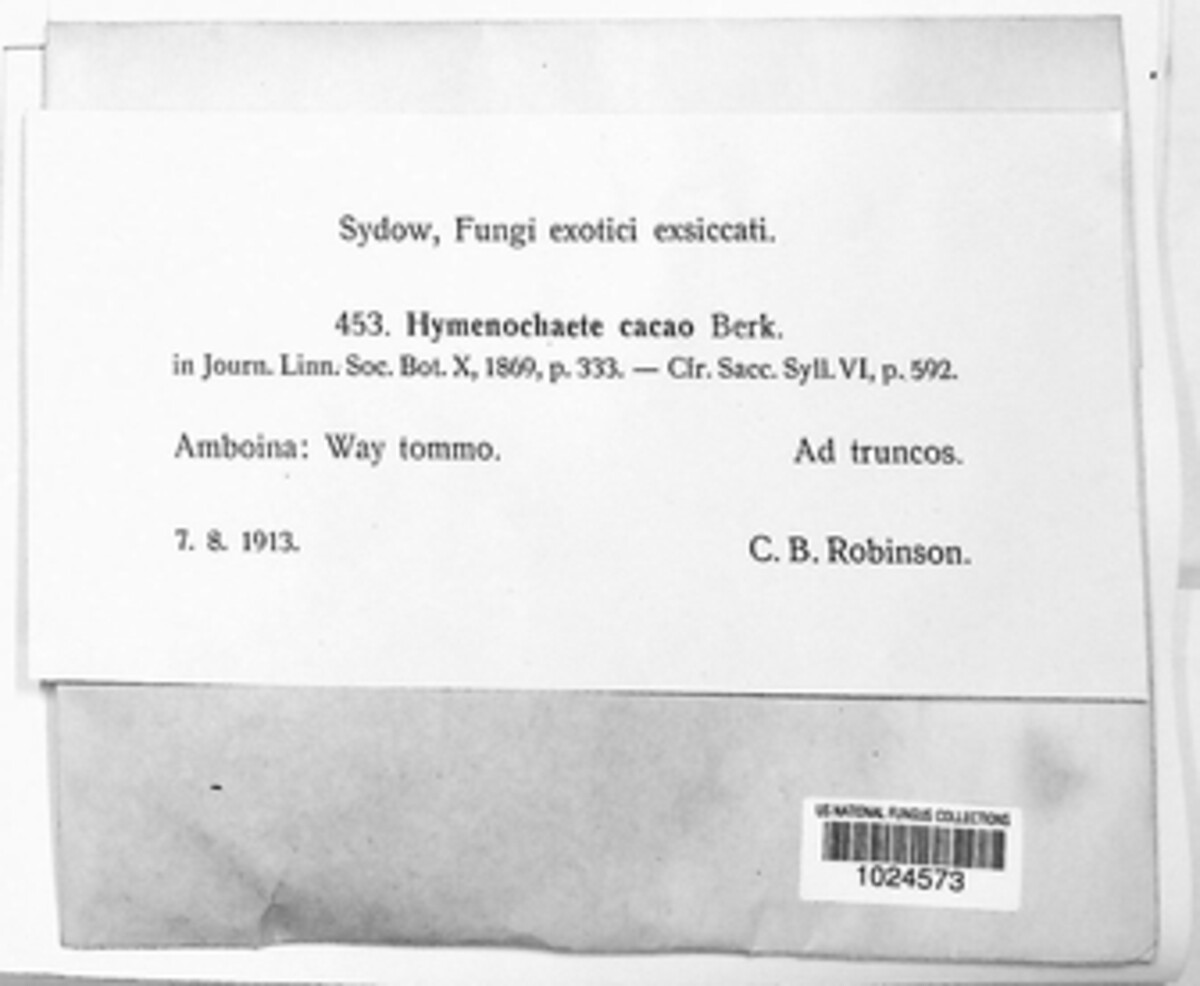 Sydow, Fungi exotici exsiccati.
453. Hymenochaete cacao Berk.
in Journ. Linn. Soc. Bot. X, 1869, p. 333. — Cfr. Sacc. Syll. VI, p. 592.
Amboina: Way tommo. Ad truncos.
7. 8. 1913. C. B. Robinson.
US NATIONAL FUNGUS COLLECTIONS
1024573